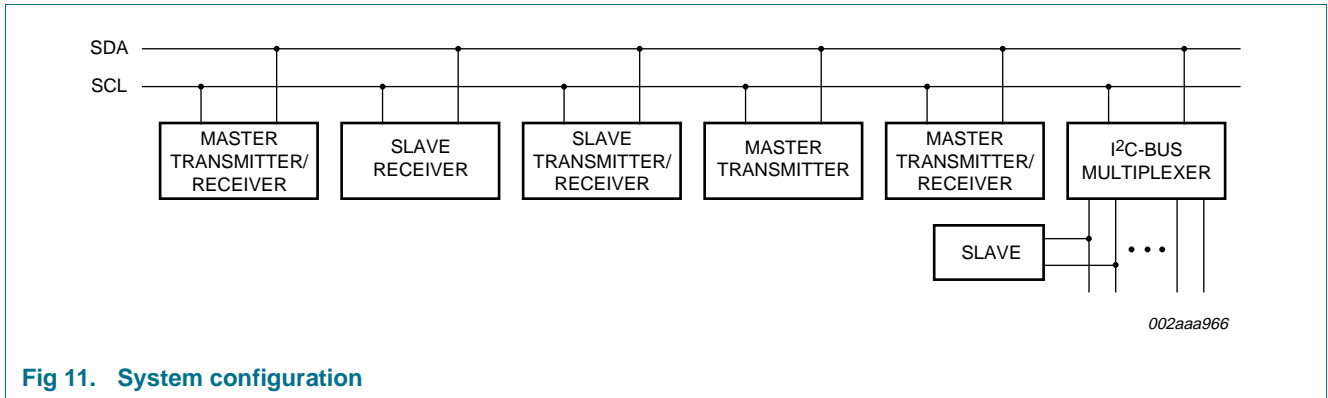 SDA
SCL
MASTER
TRANSMITTER/
RECEIVER
SLAVE
RECEIVER
SLAVE
TRANSMITTER/
RECEIVER
MASTER
TRANSMITTER
MASTER
TRANSMITTER/
RECEIVER
I²C-BUS
MULTIPLEXER
SLAVE
002aaa966
Fig 11. System configuration